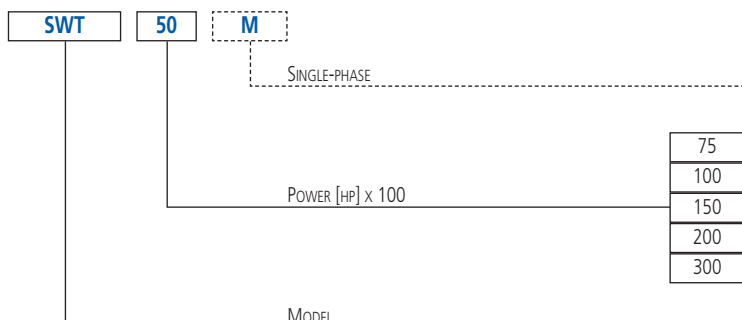 SWT 50 M
SINGLE-PHASE
75
100
POWER [HP] X 100
150
200
300
MODEL